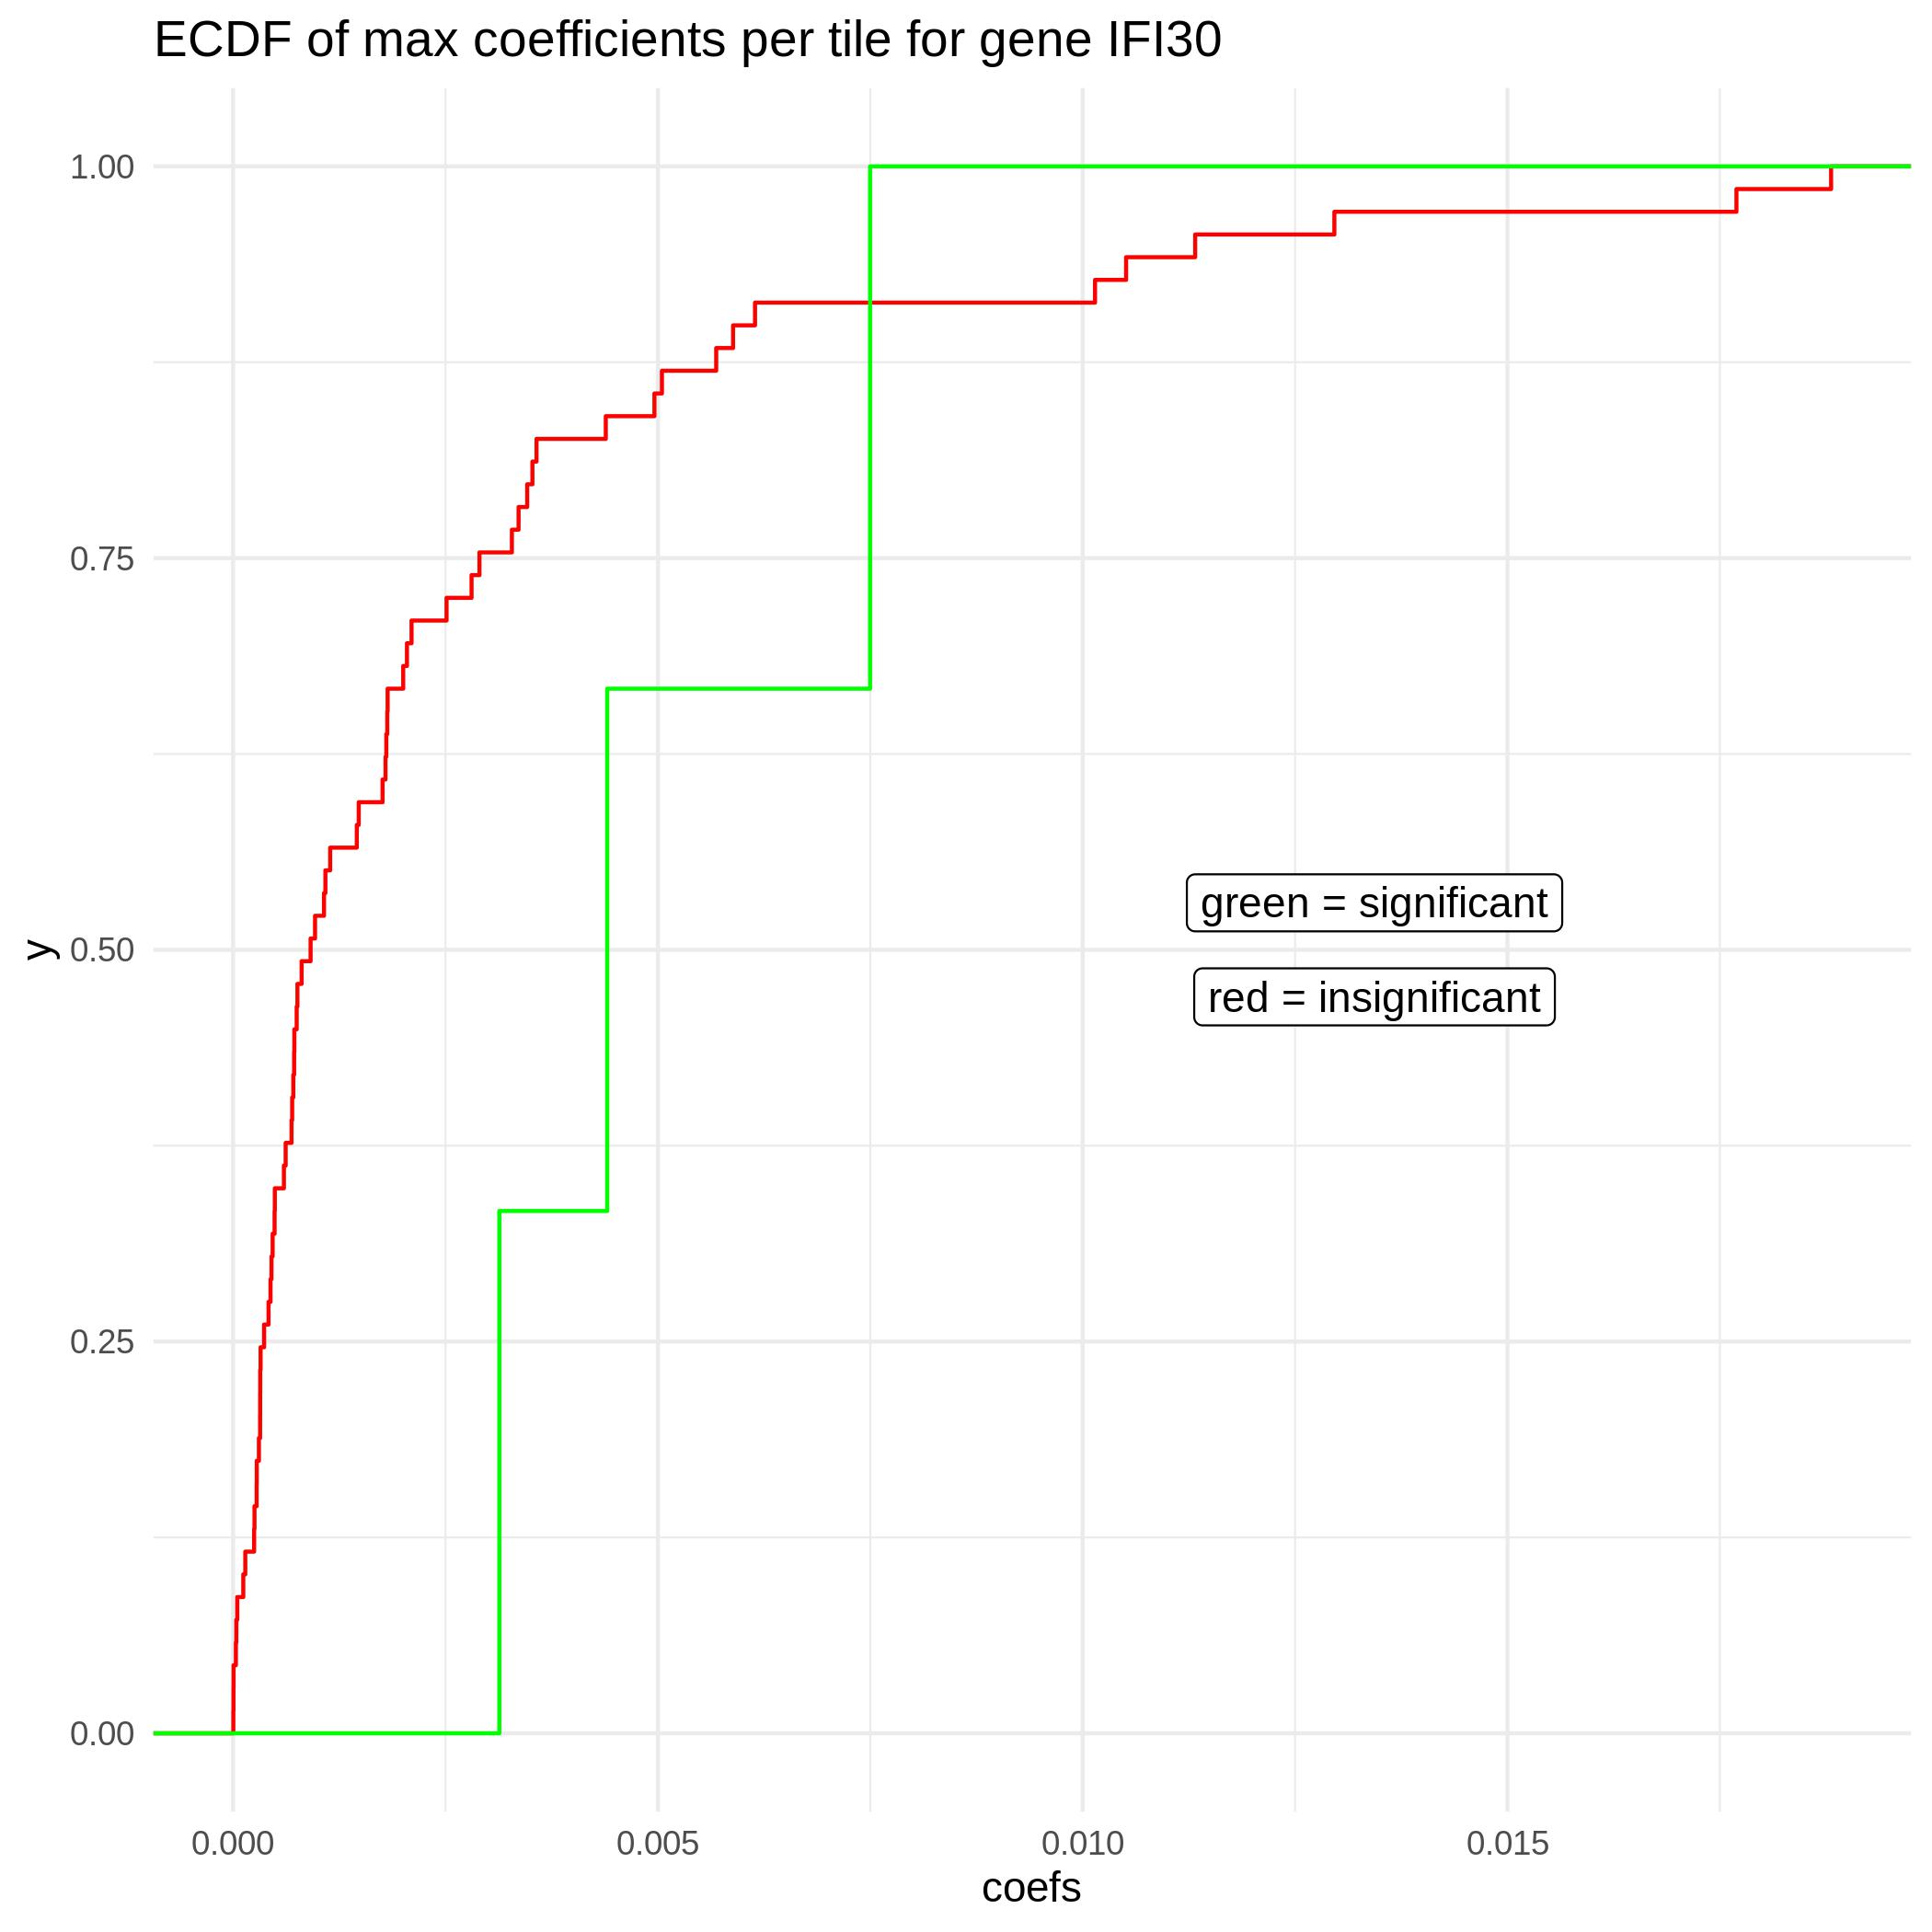 ECDF of max coefficients per tile for gene IFI30
1.00
0.75
0.50
0.25
0.00
y
green = significant
red = insignificant
0.000 0.005 0.010 0.015
coefs